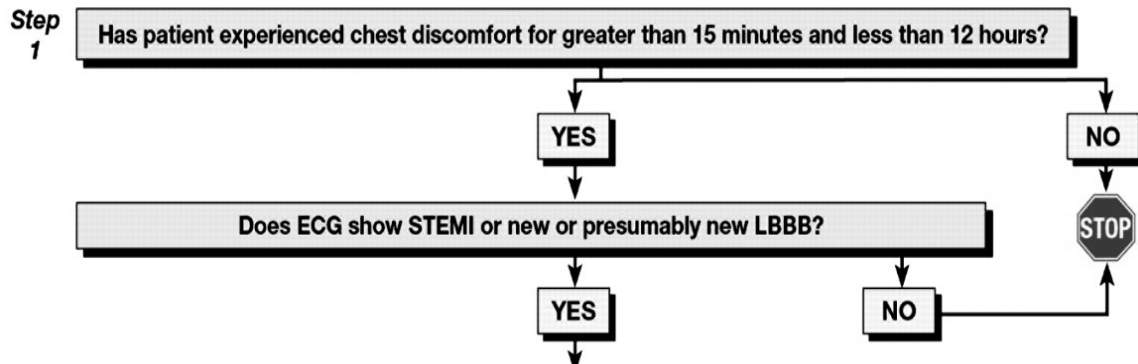 Step
1
Has patient experienced chest discomfort for greater than 15 minutes and less than 12 hours?
YES
NO
Does ECG show STEMI or new or presumably new LBBB?
STOP
YES
NO